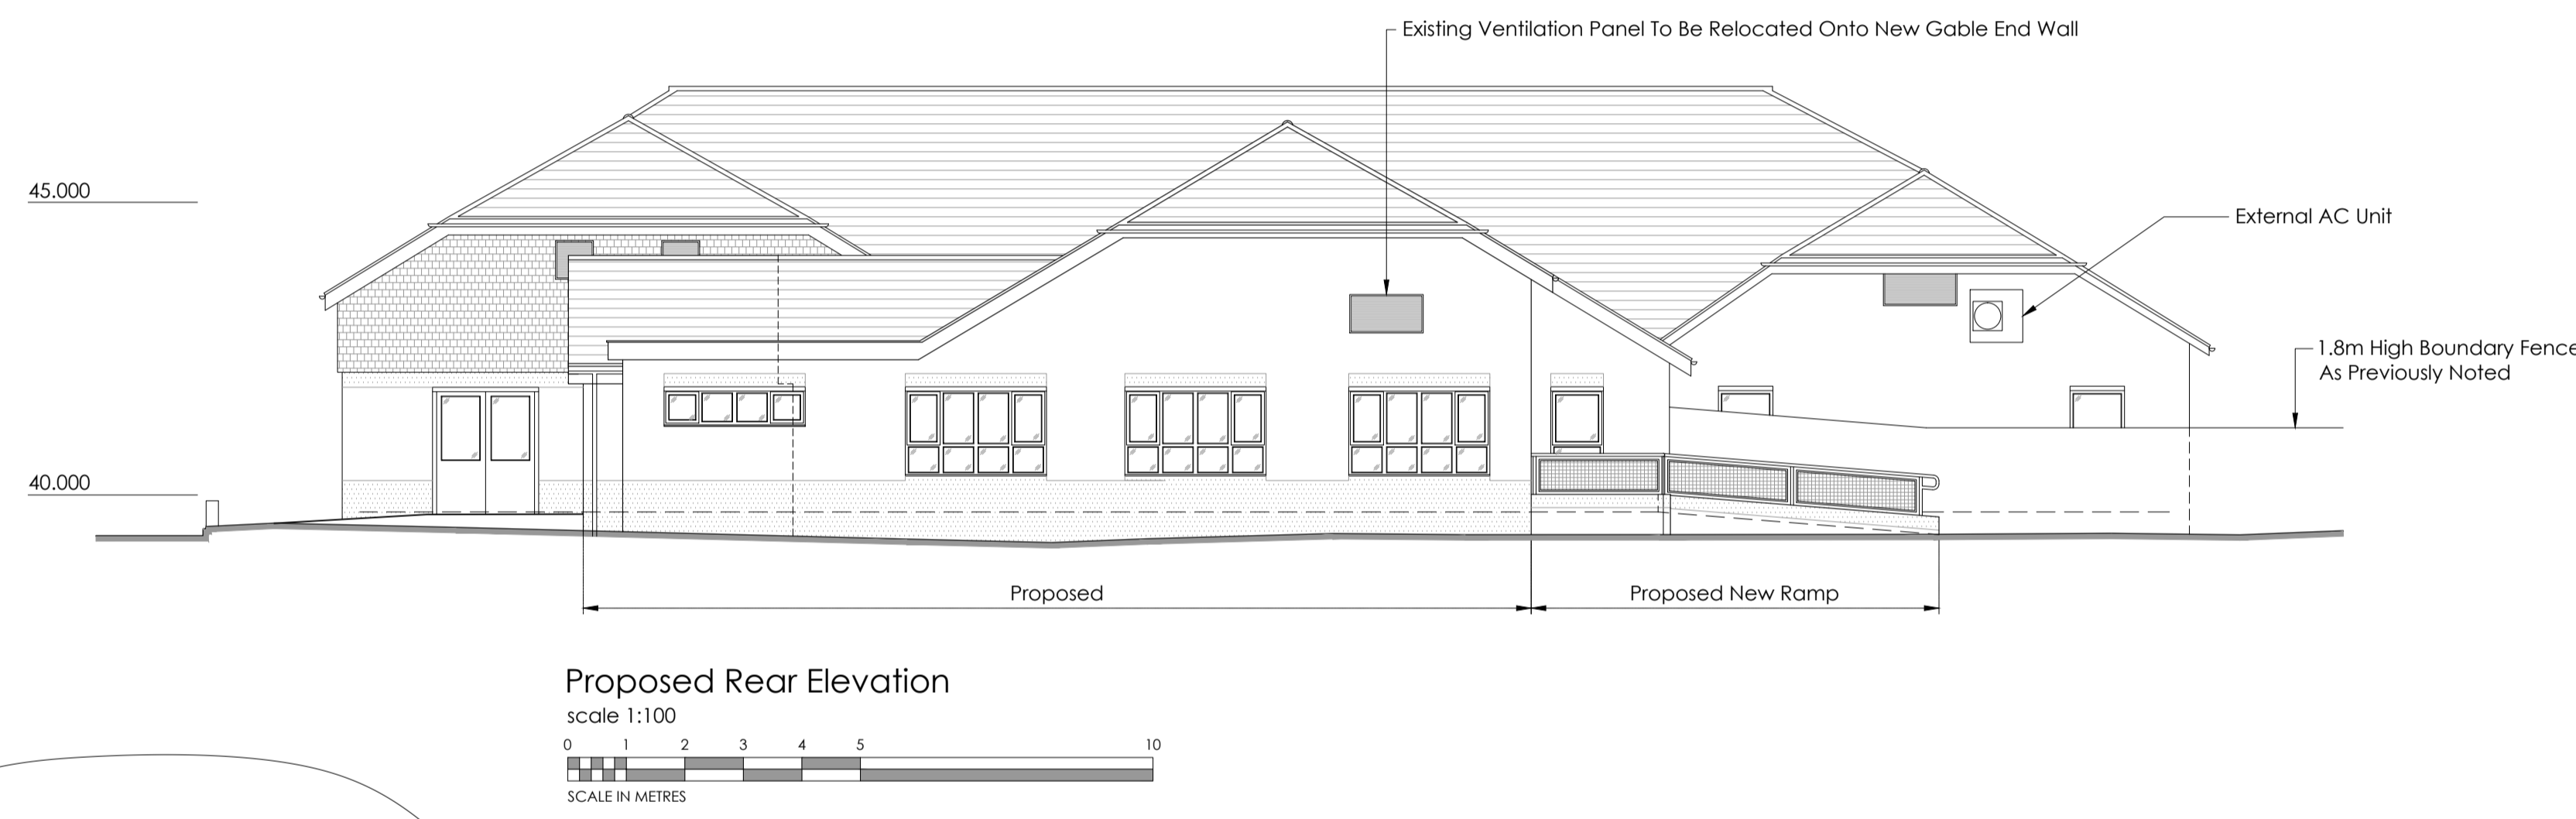 Existing Ventilation Panel To Be Relocated Onto New Gable End Wall
45.000
External AC Unit
1.8m High Boundary Fence
As Previously Noted
40.000
Proposed
Proposed New Ramp
Proposed Rear Elevation
scale 1:100
0 1 2 3 4 5 10
SCALE IN METRES